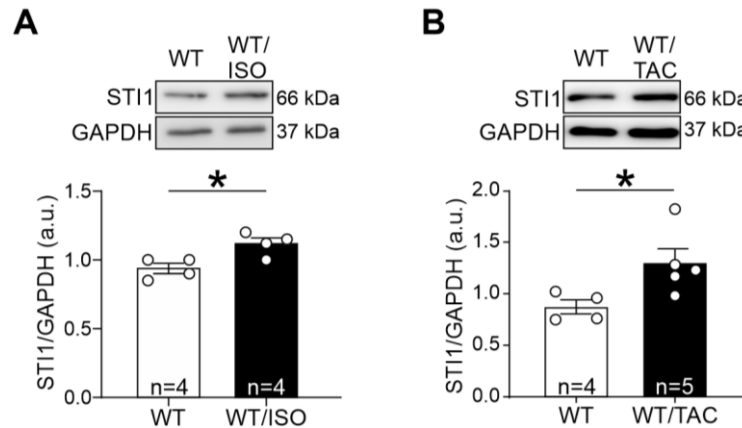 A
WT WT/
ISO
STI1 66 kDa
GAPDH 37 kDa
*
1.5
1.0
0.5
0.0
STI1/GAPDH (a.u.)
n=4 n=4
WT WT/ISO
B
WT WT/
TAC
STI1 66 kDa
GAPDH 37 kDa
*
2.0
1.5
1.0
0.5
0.0
STI1/GAPDH (a.u.)
n=4 n=5
WT WT/TAC